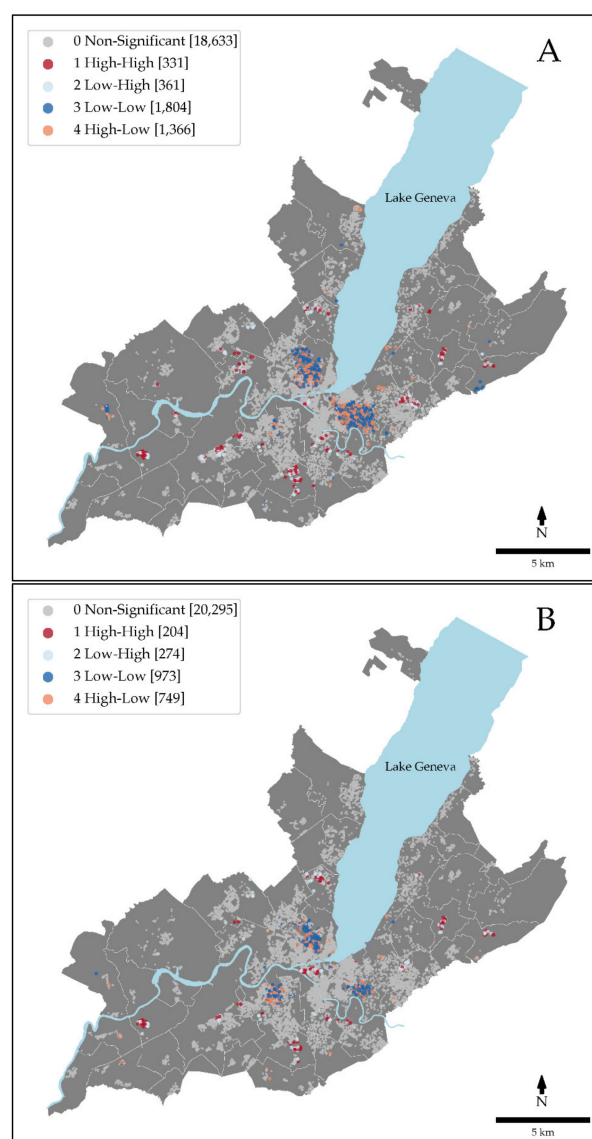 A
0 Non-Significant [18,633]
1 High-High [331]
2 Low-High [361]
3 Low-Low [1,804]
4 High-Low [1,366]
Lake Geneva
N
5 km
B
0 Non-Significant [20,295]
1 High-High [204]
2 Low-High [274]
3 Low-Low [973]
4 High-Low [749]
Lake Geneva
N
5 km